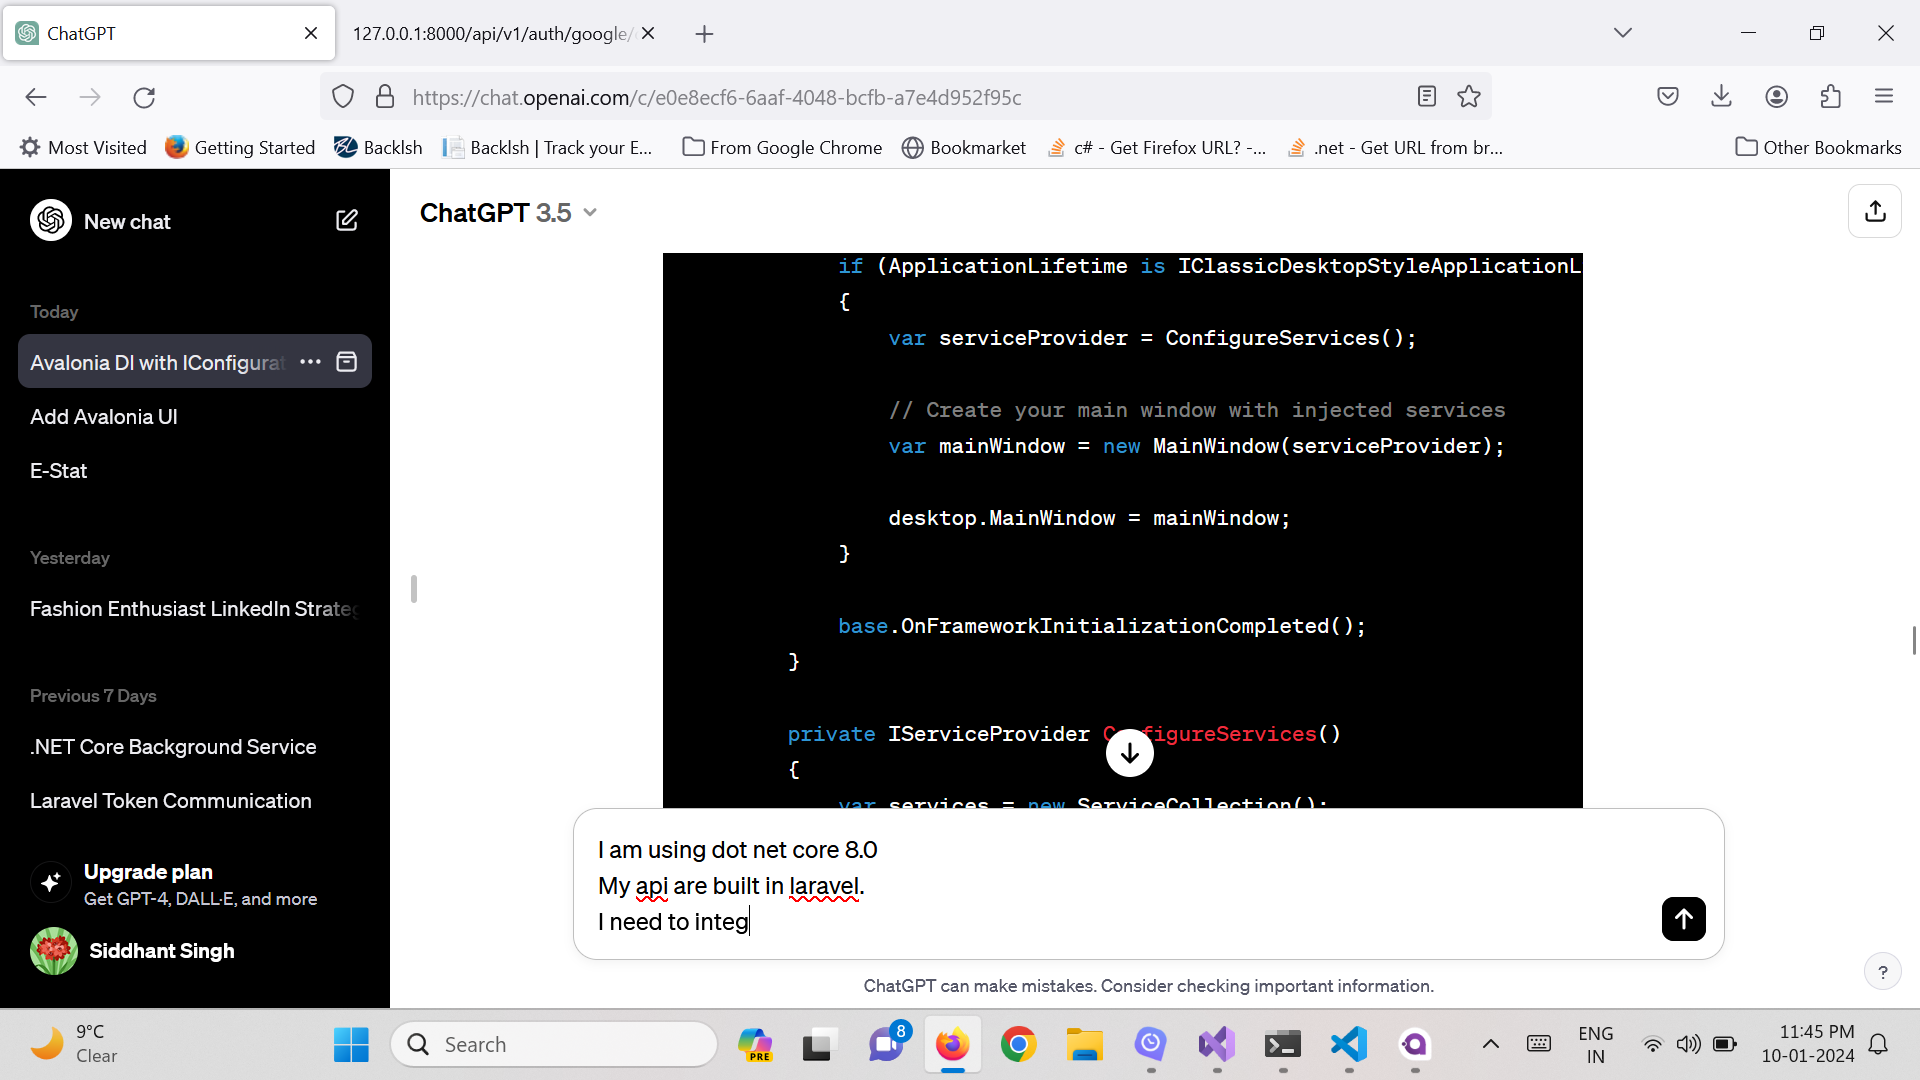 ChatGPT
127.0.0.1:8000/api/v1/auth/google/
https://chat.openai.com/c/e0e8ecf6-6aaf-4048-bcfb-a7e4d952f95c
Most Visited
Getting Started
Backlsh
Backlsh | Track your E...
From Google Chrome
Bookmarket
c# - Get Firefox URL? -...
.net - Get URL from br...
Other Bookmarks
New chat
Today
Avalonia DI with IConfigurat
Add Avalonia UI
E-Stat
Yesterday
Fashion Enthusiast LinkedIn Strate
Previous 7 Days
.NET Core Background Service
Laravel Token Communication
Upgrade plan
Get GPT-4, DALL·E, and more
Siddhant Singh
ChatGPT 3.5
if (ApplicationLifetime is IClassicDesktopStyleApplicationL
{
var serviceProvider = ConfigureServices();
// Create your main window with injected services
var mainWindow = new MainWindow(serviceProvider);
desktop.MainWindow = mainWindow;
}
base.OnFrameworkInitializationCompleted();
}
private IServiceProvider ConfigureServices()
{
var services = new ServiceCollection();
I am using dot net core 8.0
My api are built in laravel.
I need to integ
ChatGPT can make mistakes. Consider checking important information.
?
9°C
Clear
Search
PRE
8
ENG
IN
11:45 PM
10-01-2024